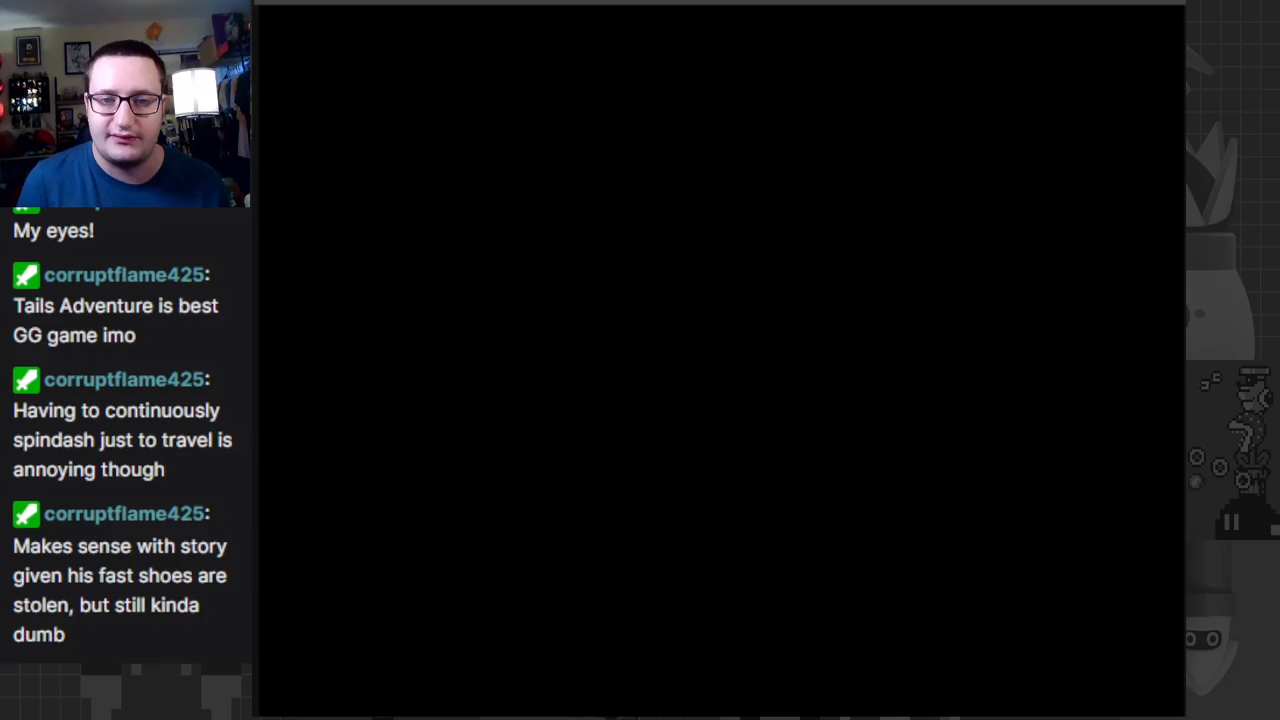 My eyes!
corruptflame425:
Tails Adventure is best
GG game imo
corruptflame425:
Having to continuously
spindash just to travel is
annoying though
corruptflame425:
Makes sense with story
given his fast shoes are
stolen, but still kinda
dumb